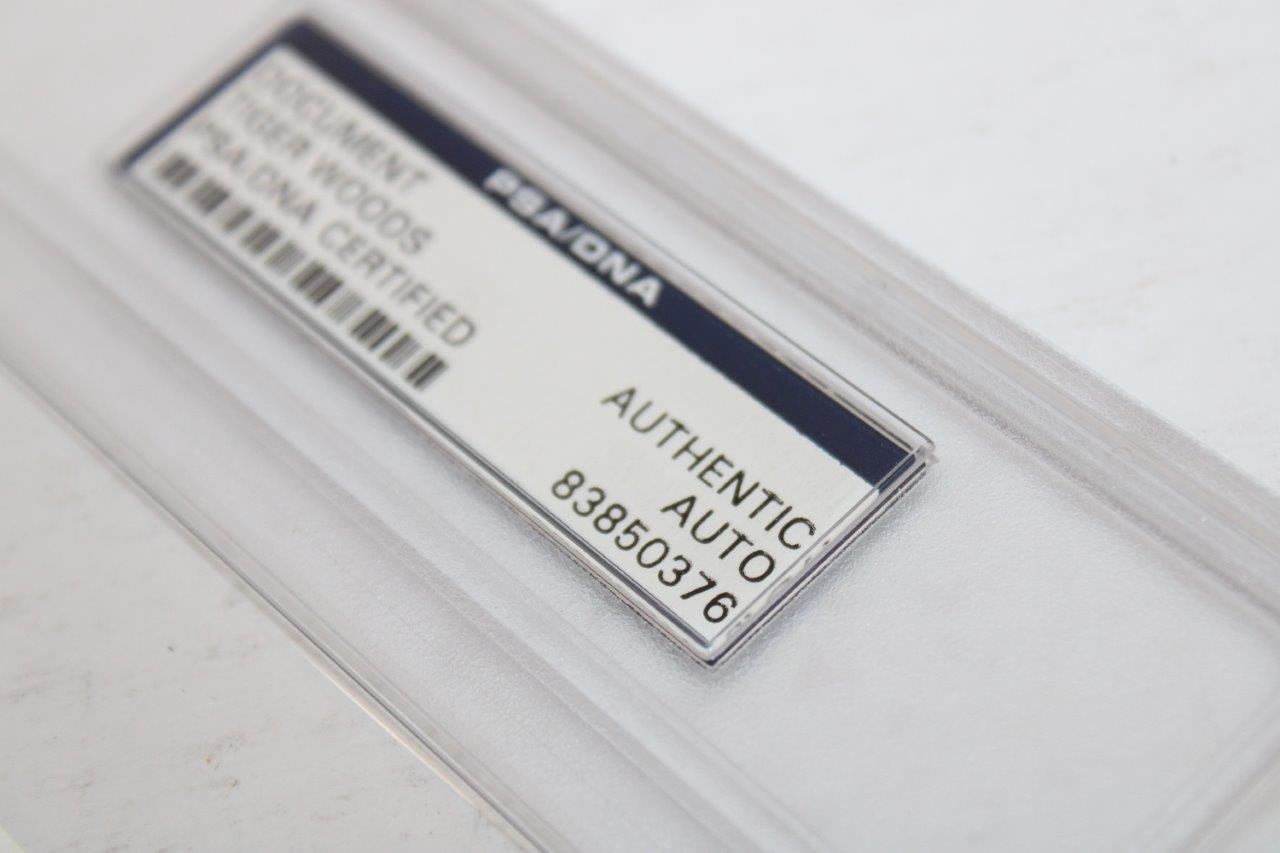 PSA/DNA
DOCUMENT
TIGER WOODS
PSA/DNA CERTIFIED
AUTHENTIC
AUTO
83850376